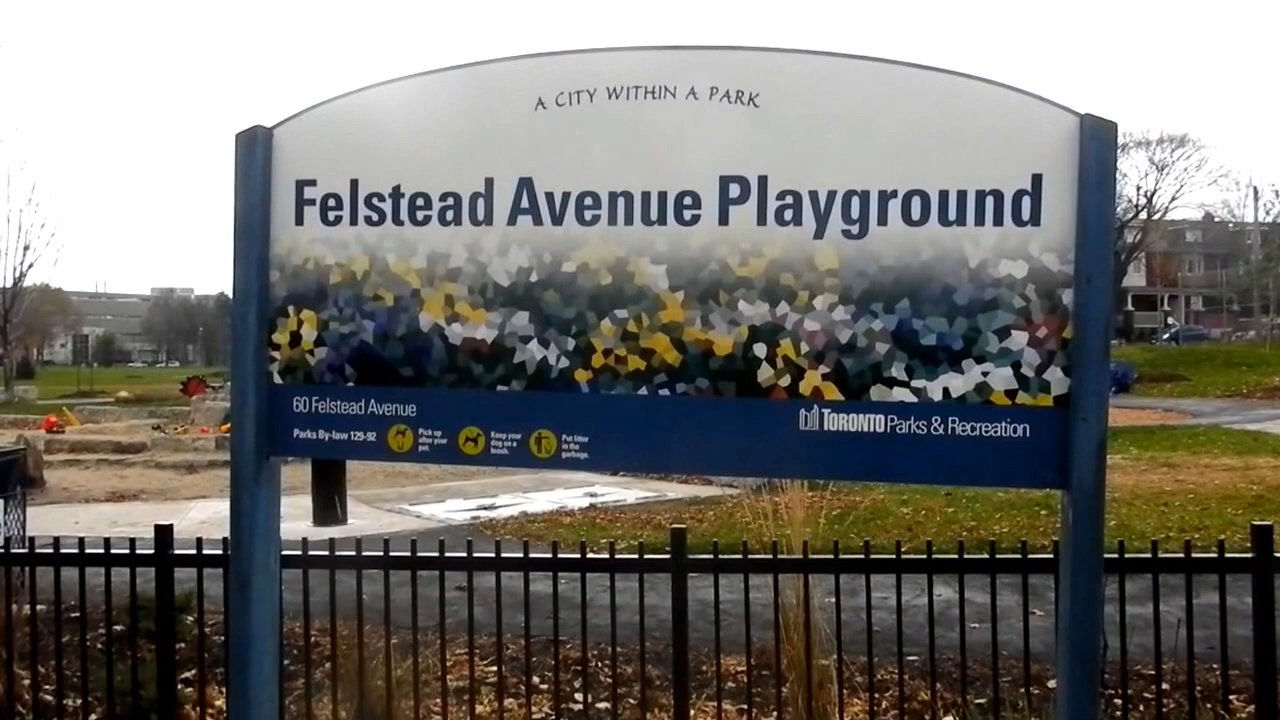 A CITY WITHIN A PARK
Felstead Avenue Playground
60 Felstead Avenue
TORONTO Parks & Recreation
Parks By-law 129-92
Pick up
after your
pet.
Keep your
dog on a
leash.
Put litter
in the
garbage.